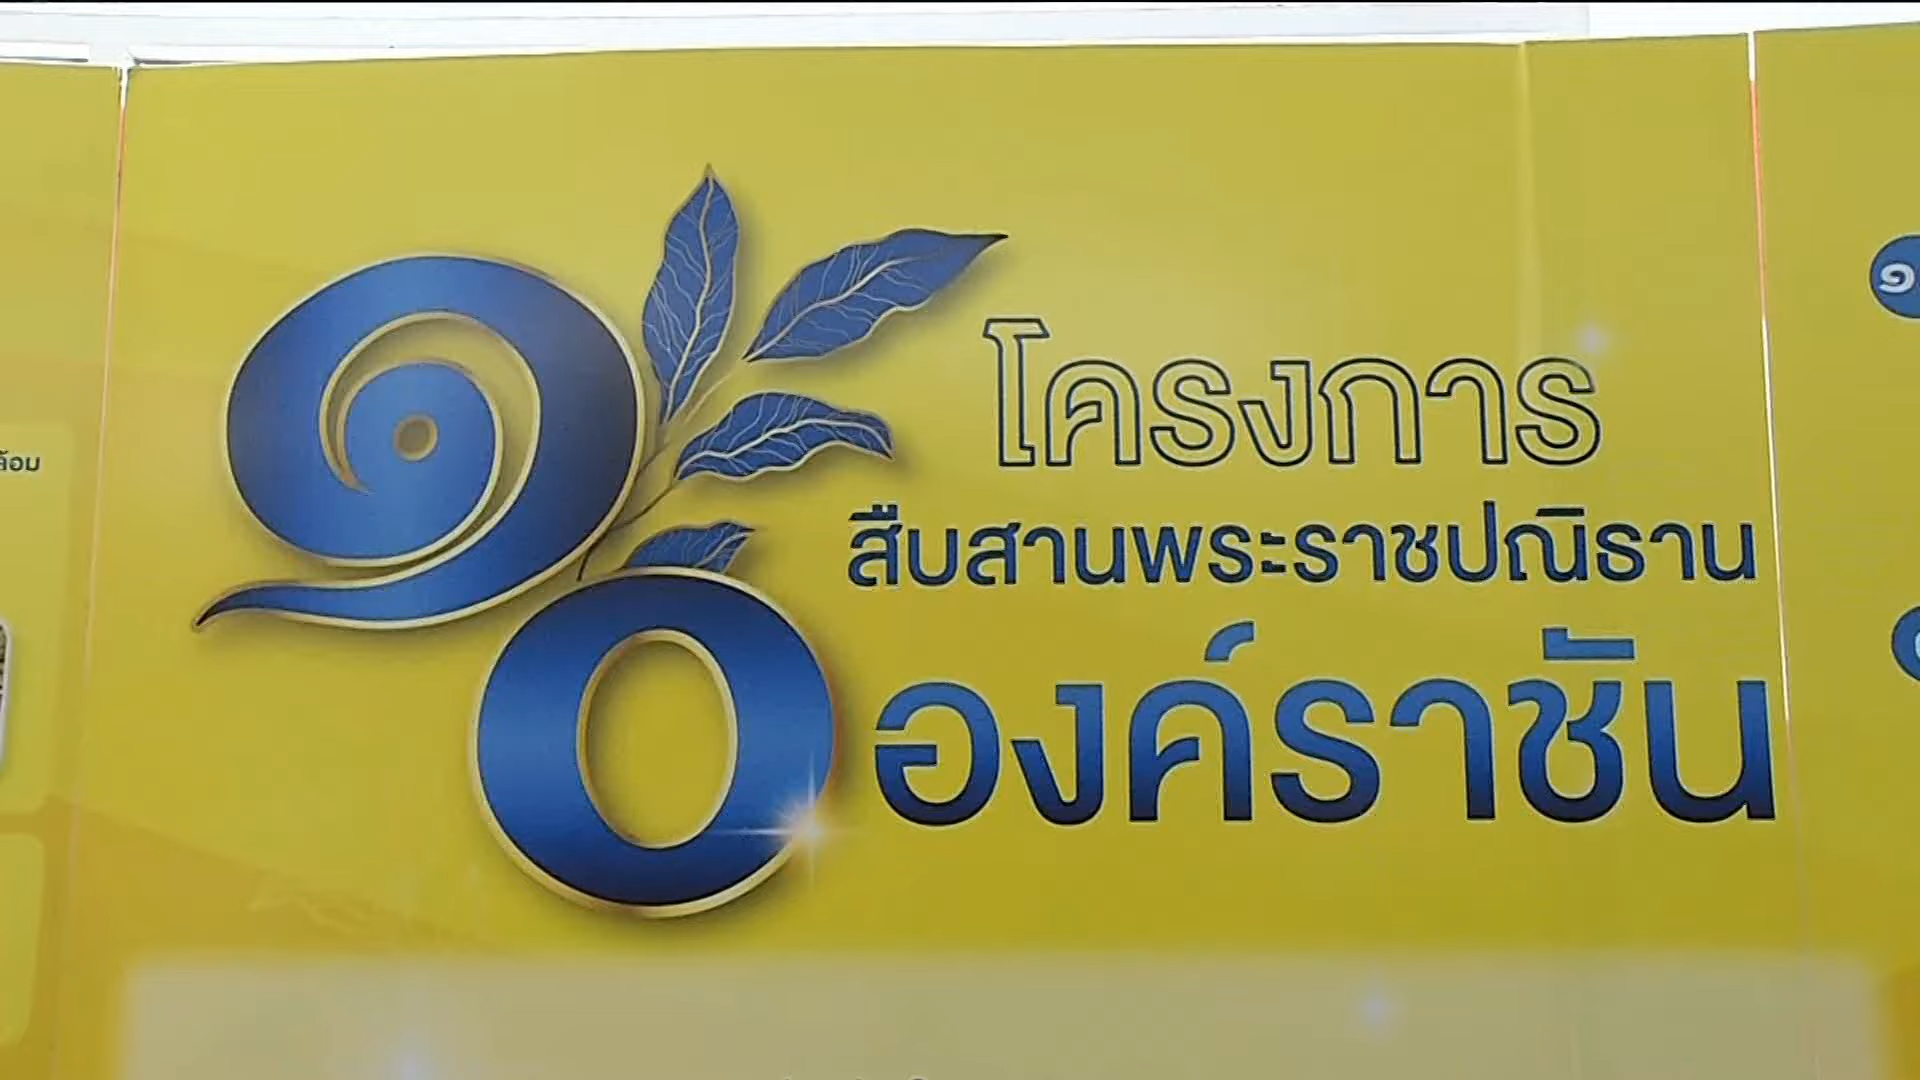 ๑๐
โครงการ
สืบสานพระราชปณิธาน
องค์ราชัน
๑